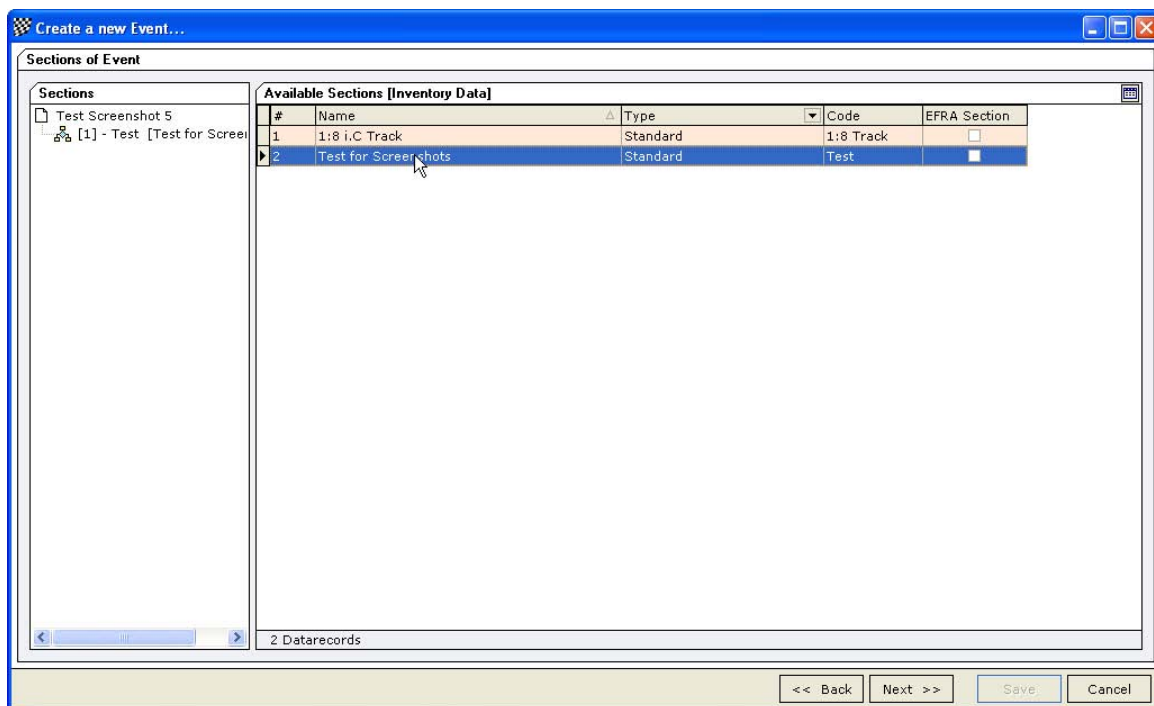 Create a new Event...
Sections of Event
Sections
Test Screenshot 5
[1] - Test [Test for Screen
Available Sections [Inventory Data]
# Name Type Code EFRA Section
1 1:8 i.C Track Standard 1:8 Track
2 Test for Screenshots Standard Test
2 Datarecords
<< Back Next >> Save Cancel